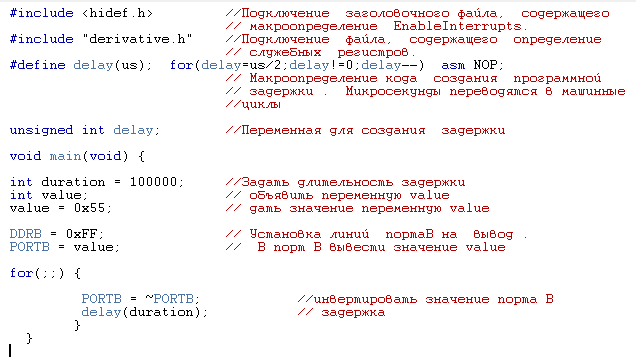 #include <hidef.h> //Подключение заголовочного файла, содержащего
// макроопределение EnableInterrupts.
#include "derivative.h" //Подключение файла, содержащего определение
// служебных регистров.
#define delay(us); for(delay=us/2;delay!=0;delay--) asm NOP;
// Макроопределение кода создания программной
// задержки . Микросекунды переводятся в машинные
//циклы
unsigned int delay; //Переменная для создания задержки
void main(void) {
int duration = 100000; //Задать длительность задержки
int value; // объявить переменную value
value = 0x55; // дать значение переменную value
DDRB = 0xFF; // Установка линий портаВ на вывод .
PORTB = value; // В порт В вывести значение value
for(;;) {
PORTB = ~PORTB; //инвертировать значение порта В
delay(duration); // задержка
}
}